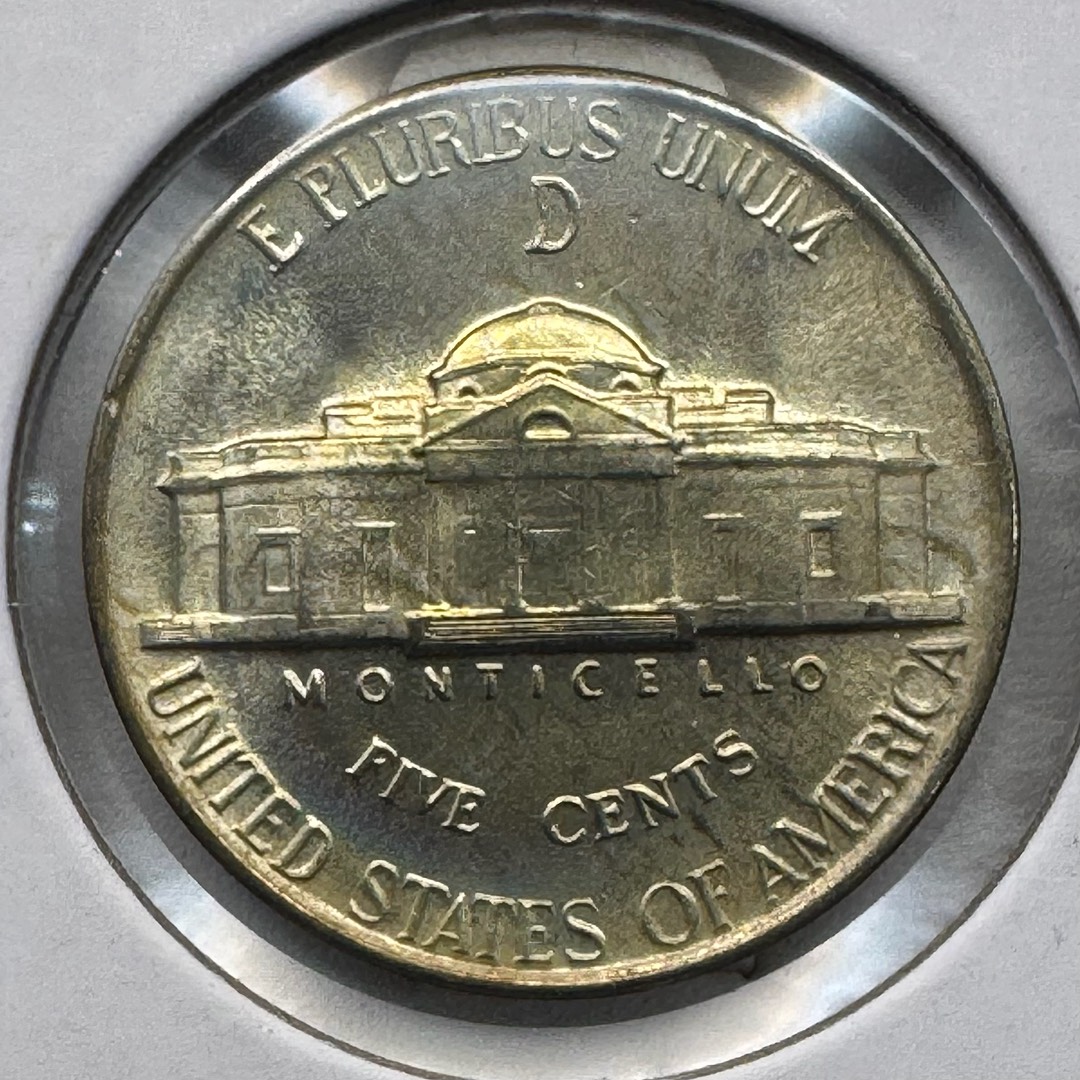 E PLURIBUS UNUM
D
MONTICELLO
FIVE CENTS
UNITED STATES OF AMERICA